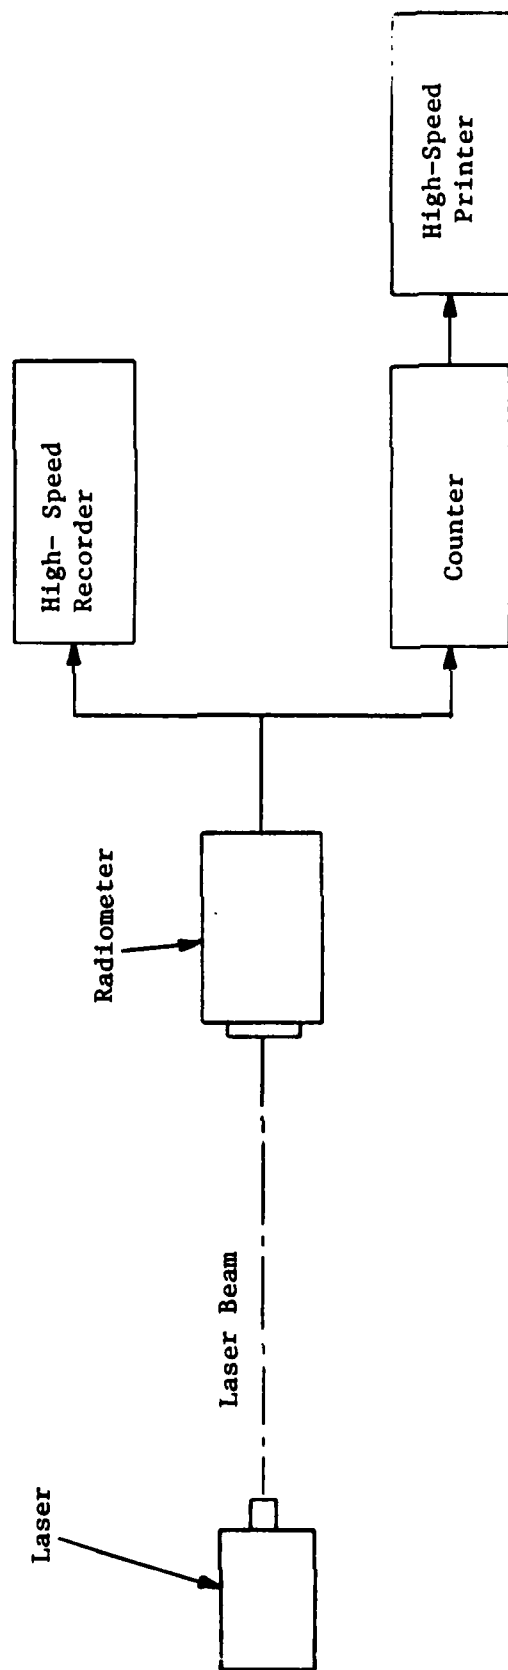 Laser
Laser Beam
Radiometer
High- Speed
Recorder
Counter
High-Speed
Printer